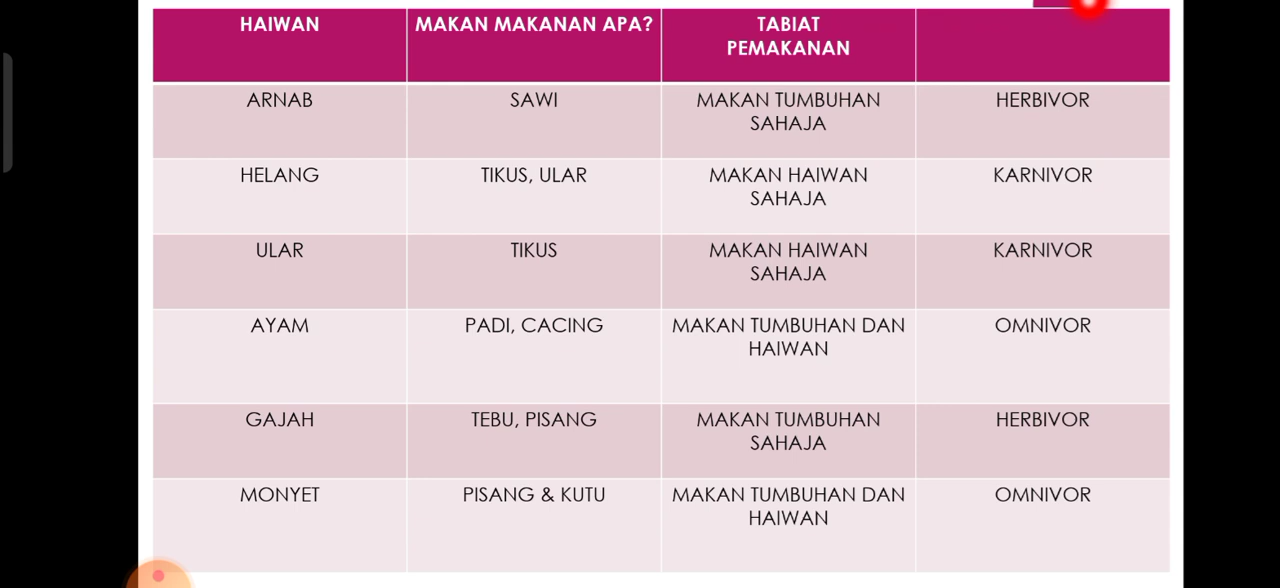 HAIWAN
MAKAN MAKANAN APA?
TABIAT
PEMAKANAN
ARNAB
SAWI
MAKAN TUMBUHAN
SAHAJA
HERBIVOR
HELANG
TIKUS, ULAR
MAKAN HAIWAN
SAHAJA
KARNIVOR
ULAR
TIKUS
MAKAN HAIWAN
SAHAJA
KARNIVOR
AYAM
PADI, CACING
MAKAN TUMBUHAN DAN
HAIWAN
OMNIVOR
GAJAH
TEBU, PISANG
MAKAN TUMBUHAN
SAHAJA
HERBIVOR
MONYET
PISANG & KUTU
MAKAN TUMBUHAN DAN
HAIWAN
OMNIVOR